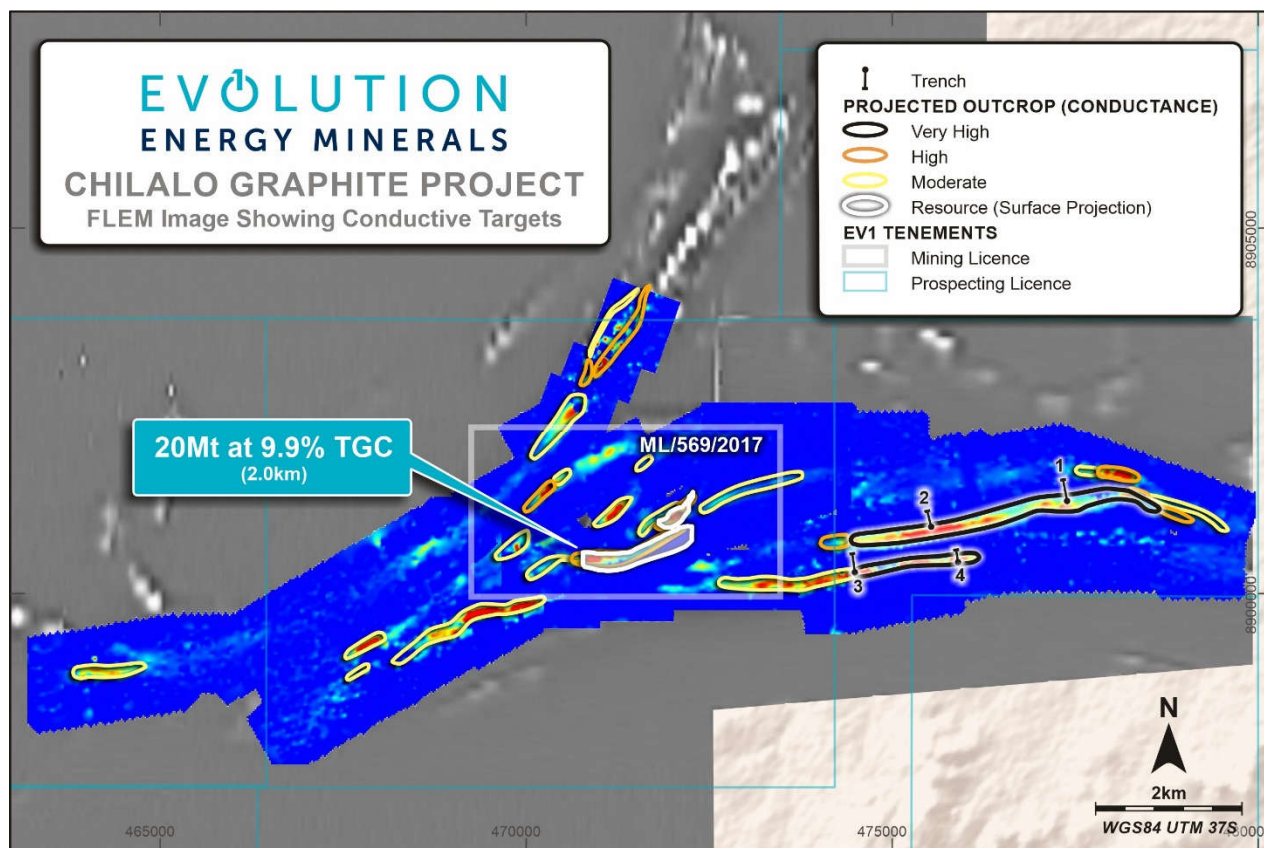 EVOLUTION
ENERGY MINERALS
CHILALO GRAPHITE PROJECT
FLEM Image Showing Conductive Targets
Trench
PROJECTED OUTCROP (CONDUCTANCE)
Very High
High
Moderate
Resource (Surface Projection)
EV1 TENEMENTS
Mining Licence
Prospecting Licence
8905000
20Mt at 9.9% TGC
(2.0km)
ML/569/2017
1
2
3
4
8900000
N
2km
WGS84 UTM 37S
465000
470000
475000